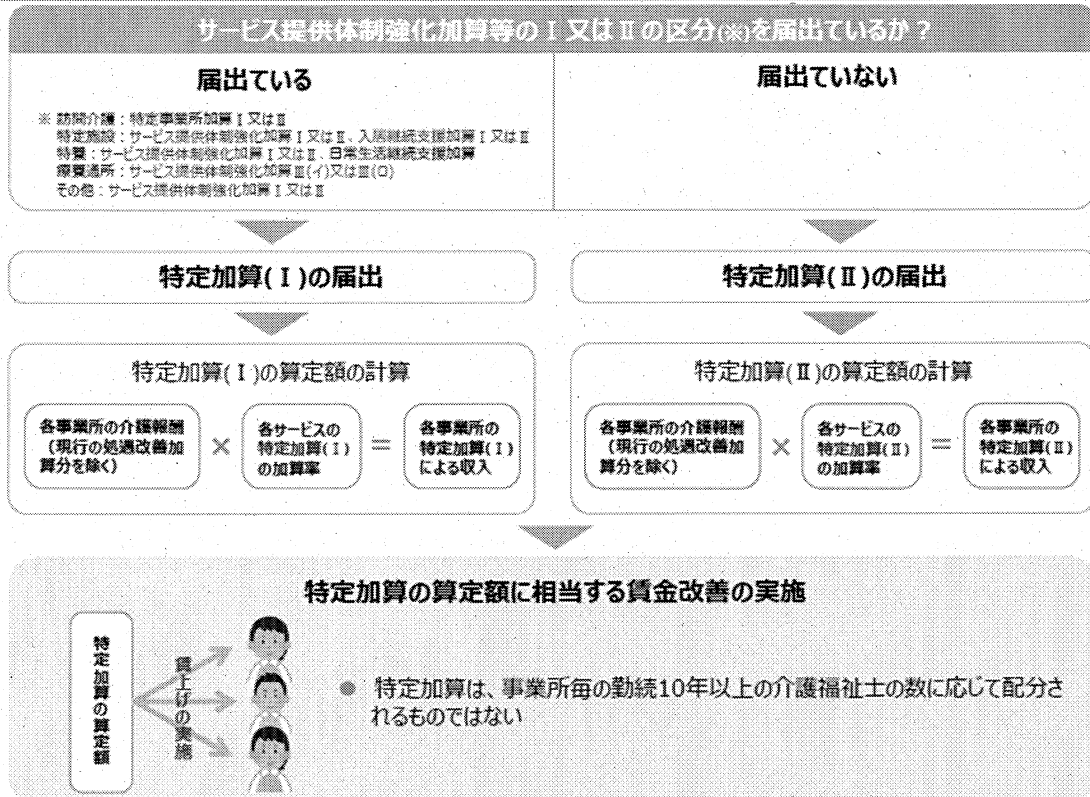 サービス提供体制強化加算等のⅠ又はⅡの区分(※)を届出ているか？
届出ている
※ 訪問介護：特定事業所加算Ⅰ又はⅡ
特定施設：サービス提供体制強化加算Ⅰ又はⅡ、入居継続支援加算Ⅰ又はⅡ
特養：サービス提供体制強化加算Ⅰ又はⅡ、日常生活継続支援加算
療養通所：サービス提供体制強化加算Ⅲ(イ)又はⅢ(ロ)
その他：サービス提供体制強化加算Ⅰ又はⅡ
届出ていない
特定加算(Ⅰ)の届出
特定加算(Ⅱ)の届出
特定加算(Ⅰ)の算定額の計算
各事業所の介護報酬
（現行の処遇改善加
算分を除く）
×
各サービスの
特定加算(Ⅰ)
の加算率
=
各事業所の
特定加算(Ⅰ)
による収入
特定加算(Ⅱ)の算定額の計算
各事業所の介護報酬
（現行の処遇改善加
算分を除く）
×
各サービスの
特定加算(Ⅱ)
の加算率
=
各事業所の
特定加算(Ⅱ)
による収入
特定加算の算定額に相当する賃金改善の実施
特定加算の算定額
賃上げの実施
● 特定加算は、事業所毎の勤続10年以上の介護福祉士の数に応じて配分さ
れるものではない